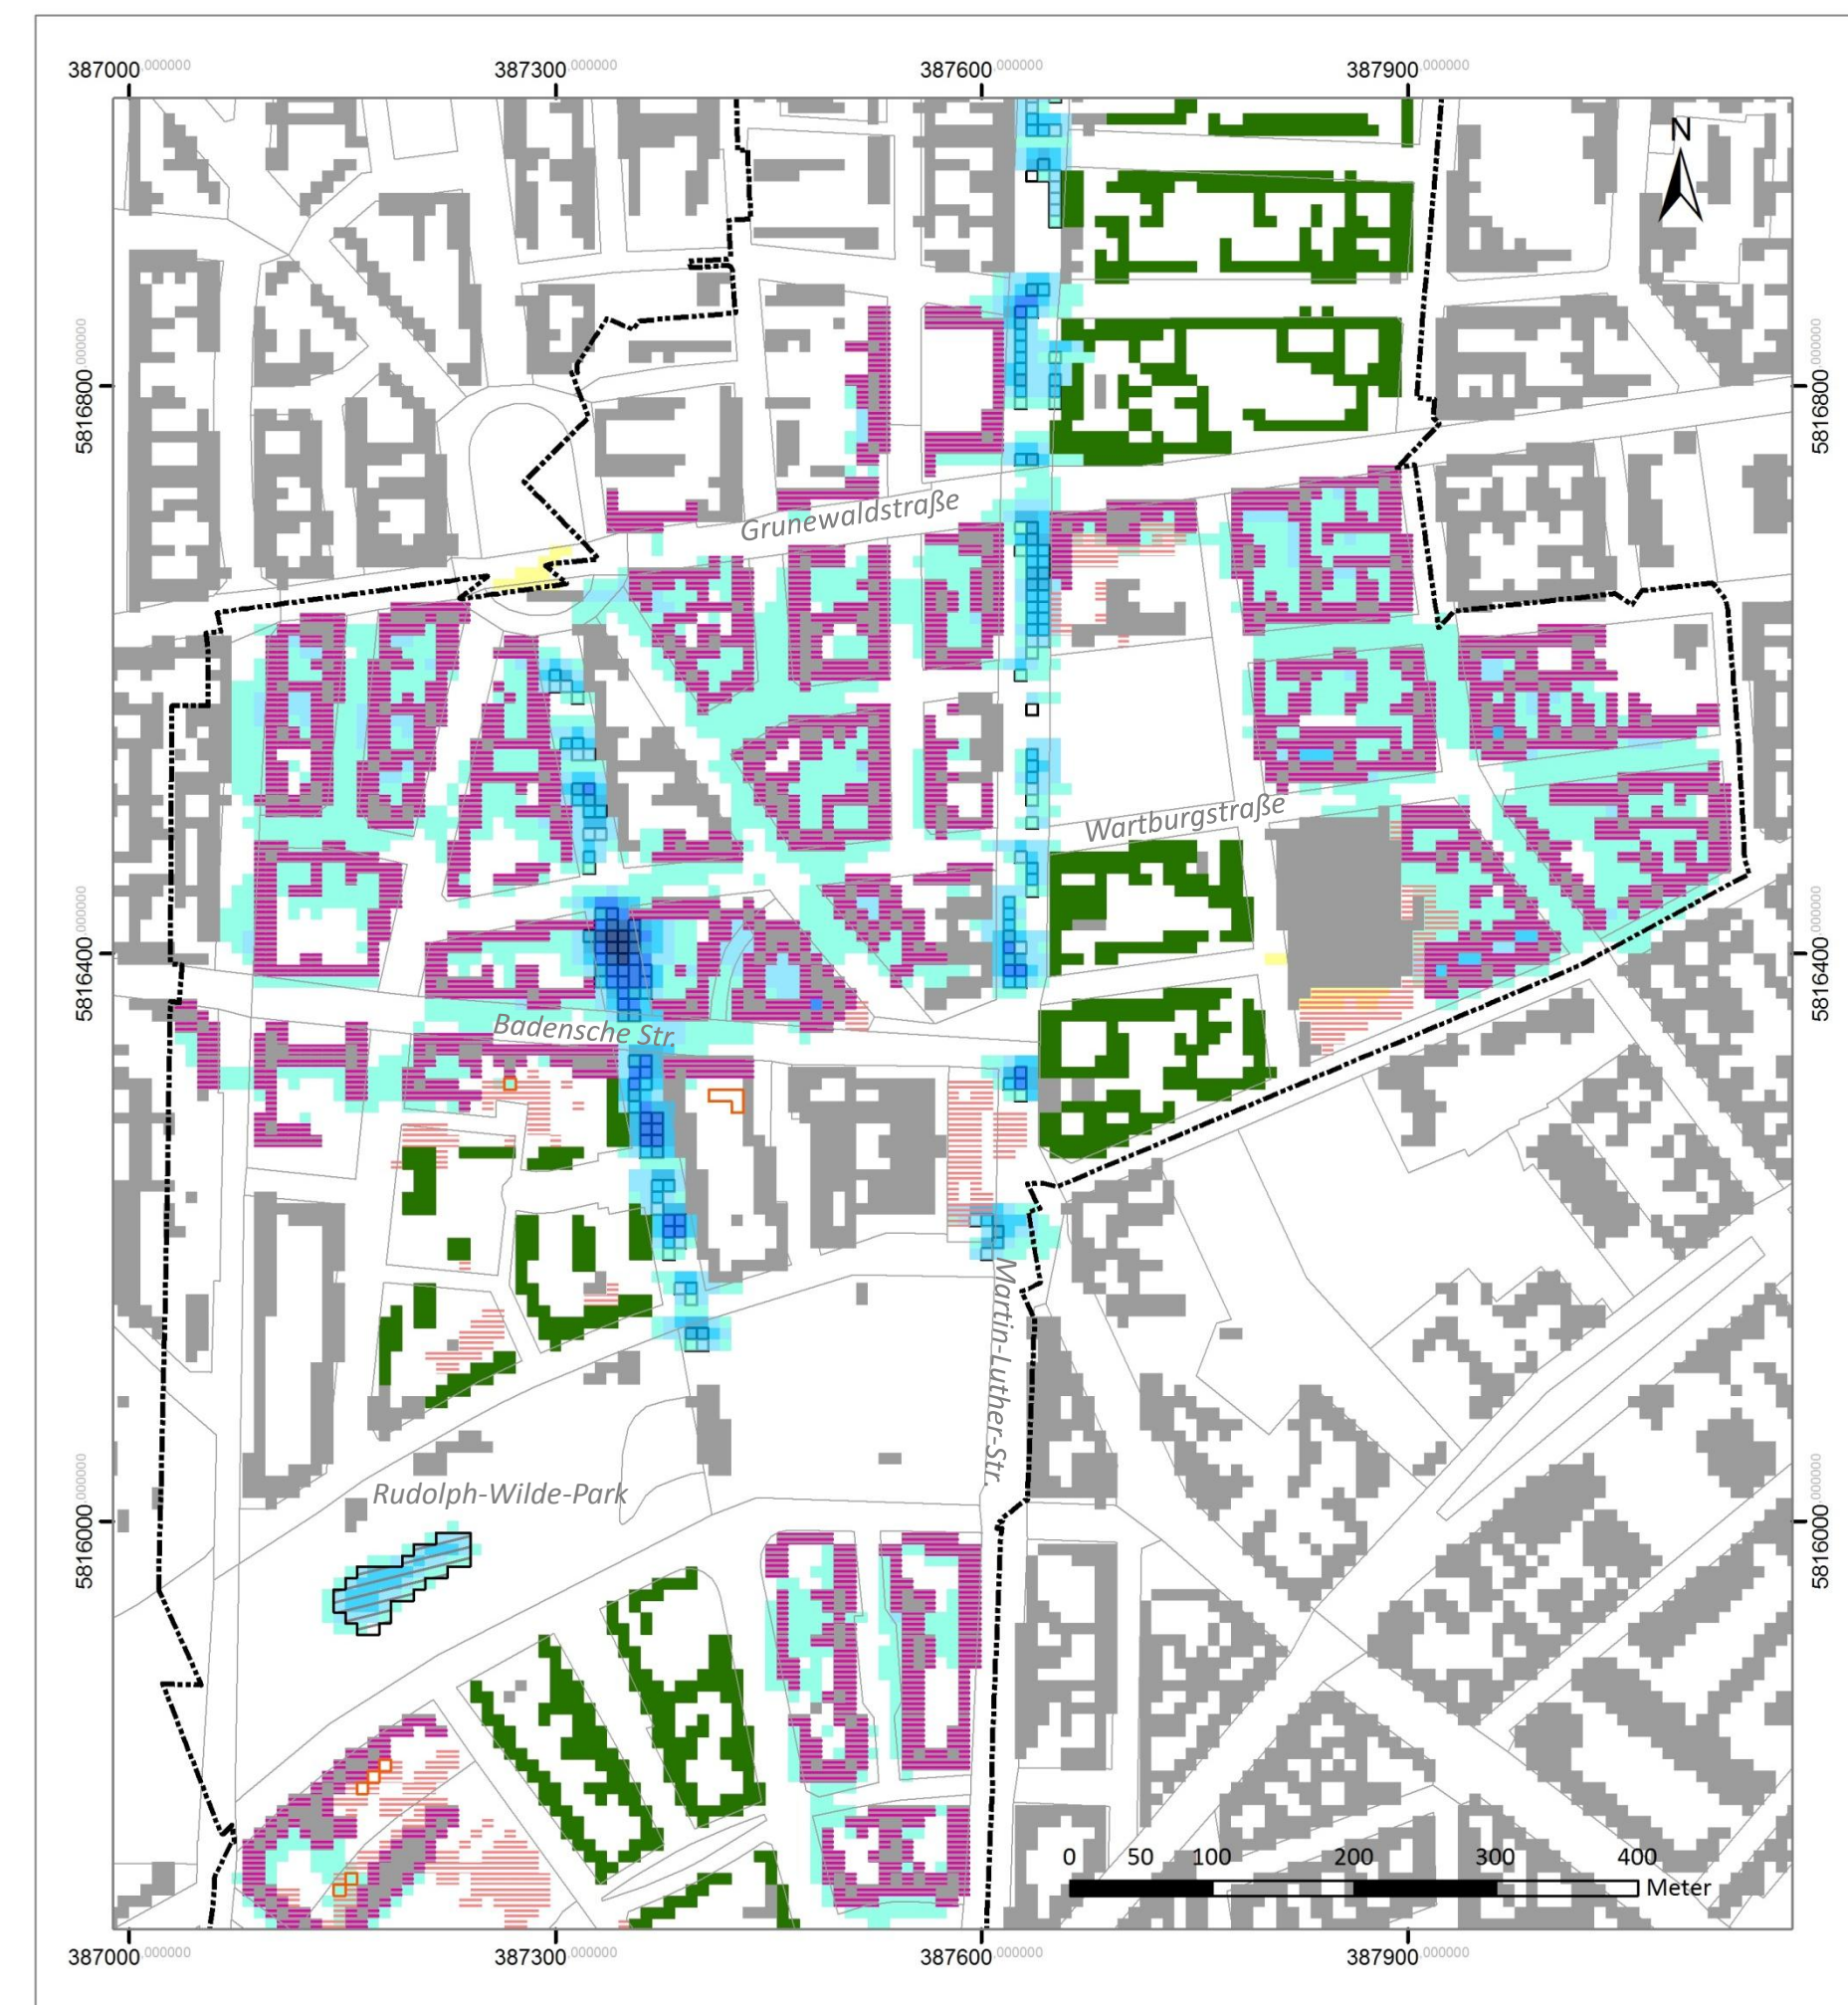 387000,000000 387300,000000 387600,000000 387900,000000
N
5816800,000000 5816800,000000
Grunewaldstraße
Wartburgstraße
5816400,000000 5816400,000000
Badensche Str.
Martin-Luther-Str.
Rudolph-Wilde-Park
5816000,000000 5816000,000000
0 50 100 200 300 400
Meter
387000,000000 387300,000000 387600,000000 387900,000000